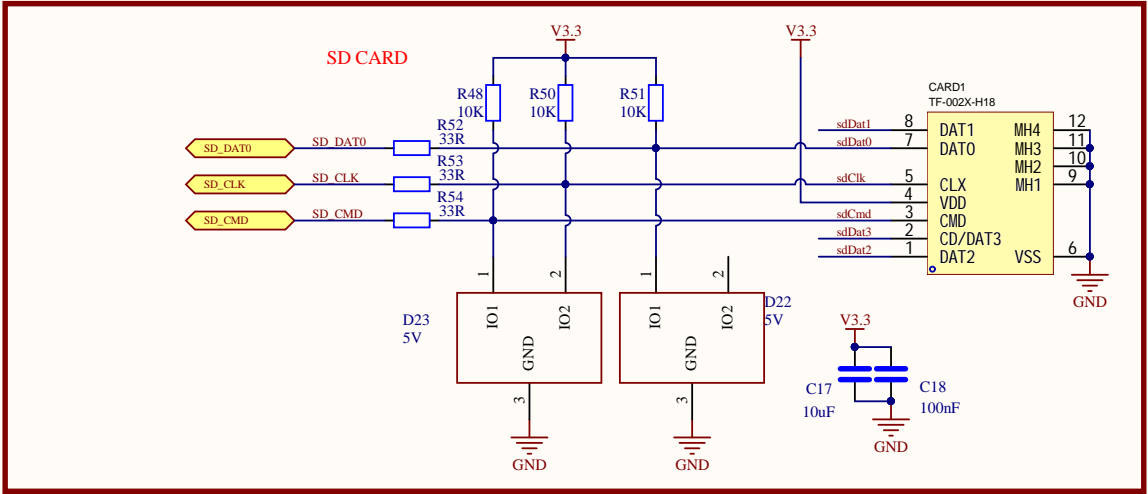 V3.3
V3.3
SD CARD
CARD1
TF-002X-H18
R48
10K
R50
10K
R51
10K
R52
33R
SD_DAT0
SD_DAT0
R53
33R
SD_CLK
SD_CLK
R54
33R
SD_CMD
SD_CMD
sdDat1
8
DAT1
MH4
12
sdDat0
7
DAT0
MH3
11
MH2
10
sdClk
5
CLX
MH1
9
4
VDD
sdCmd
3
CMD
sdDat3
2
CD/DAT3
sdDat2
1
DAT2
VSS
6
GND
1
2
1
2
IO1
IO2
GND
IO1
IO2
GND
D23
5V
D22
5V
3
3
GND
GND
V3.3
C17
10uF
C18
100nF
GND